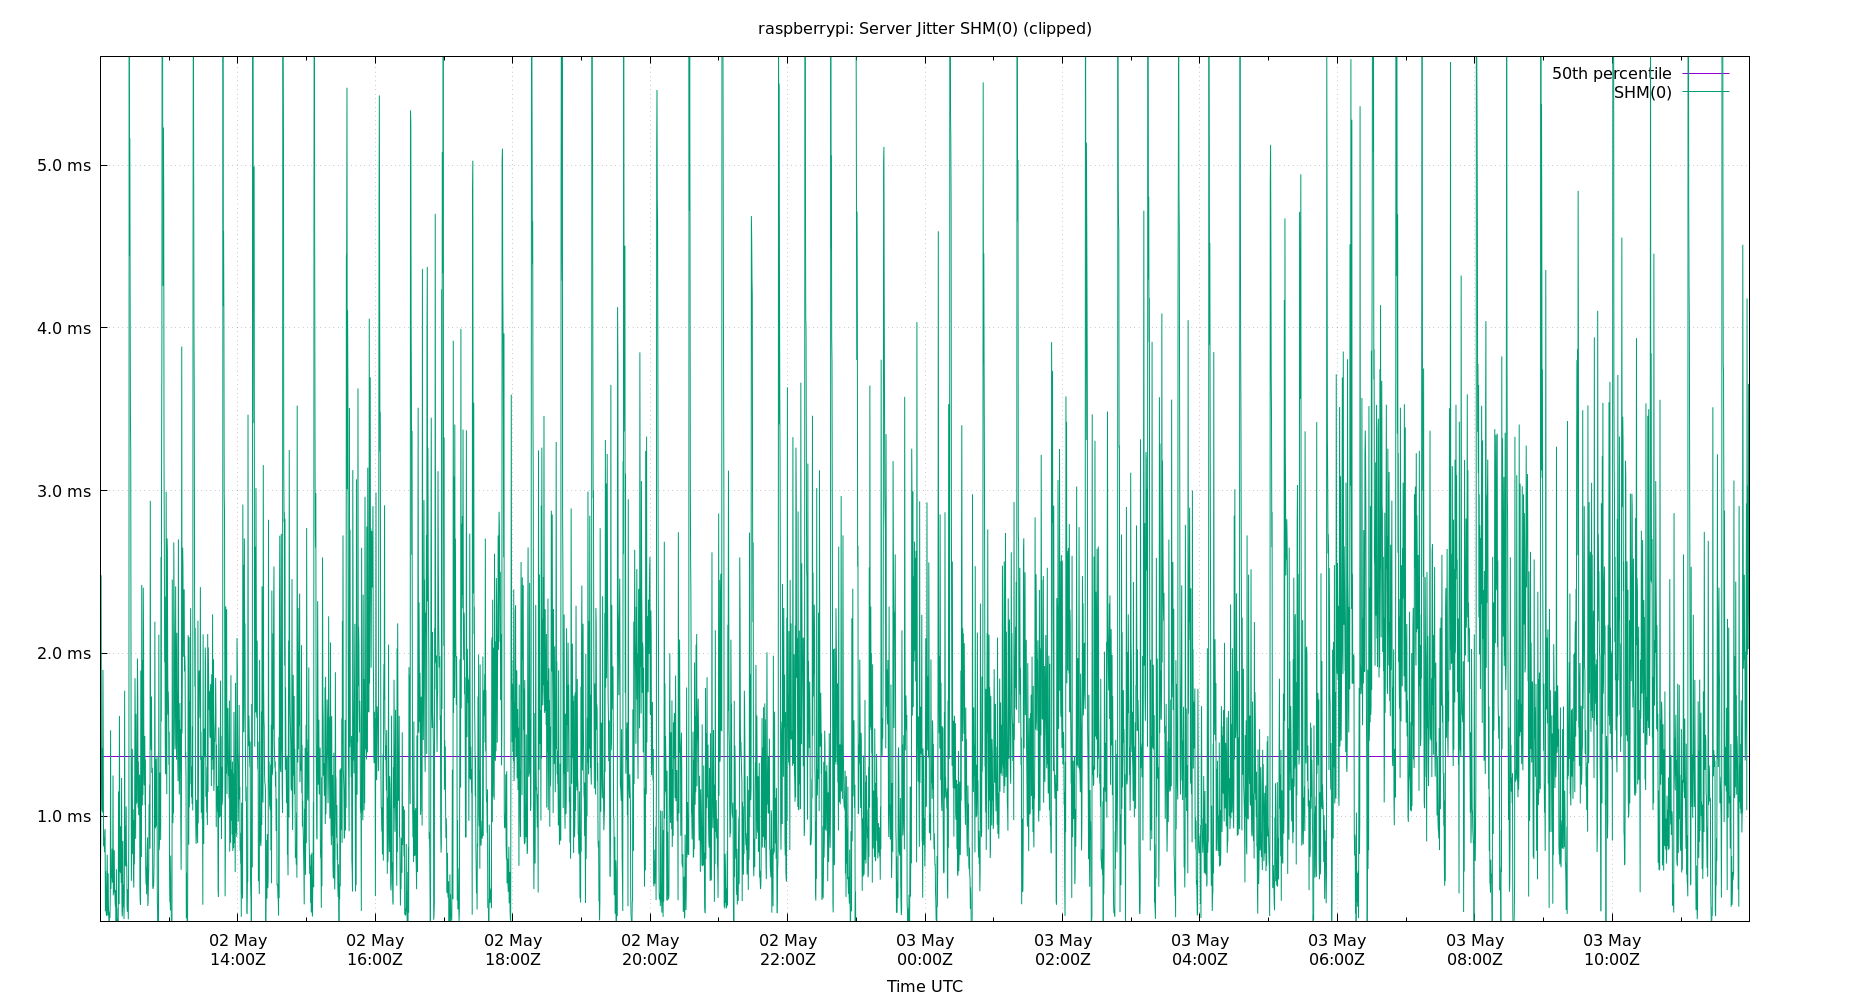 raspberrypi: Server Jitter SHM(0) (clipped)
50th percentile
SHM(0)
5.0 ms
4.0 ms
3.0 ms
2.0 ms
1.0 ms
02 May 02 May 02 May 02 May 02 May 03 May 03 May 03 May 03 May 03 May 03 May
14:00Z 16:00Z 18:00Z 20:00Z 22:00Z 00:00Z 02:00Z 04:00Z 06:00Z 08:00Z 10:00Z
Time UTC